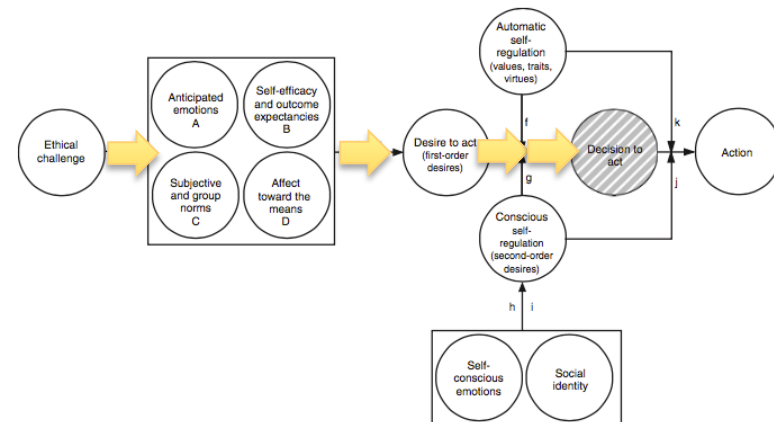 Ethical
challenge
Anticipated
emotions
A
Self-efficacy
and outcome
expectancies
B
Subjective
and group
norms
C
Affect
toward the
means
D
Desire to act
(first-order
desires)
Automatic
self-
regulation
(values, traits,
virtues)
f
g
Conscious
self-
regulation
(second-order
desires)
h i
Self-
conscious
emotions
Social
identity
Decision to
act
k
j
Action